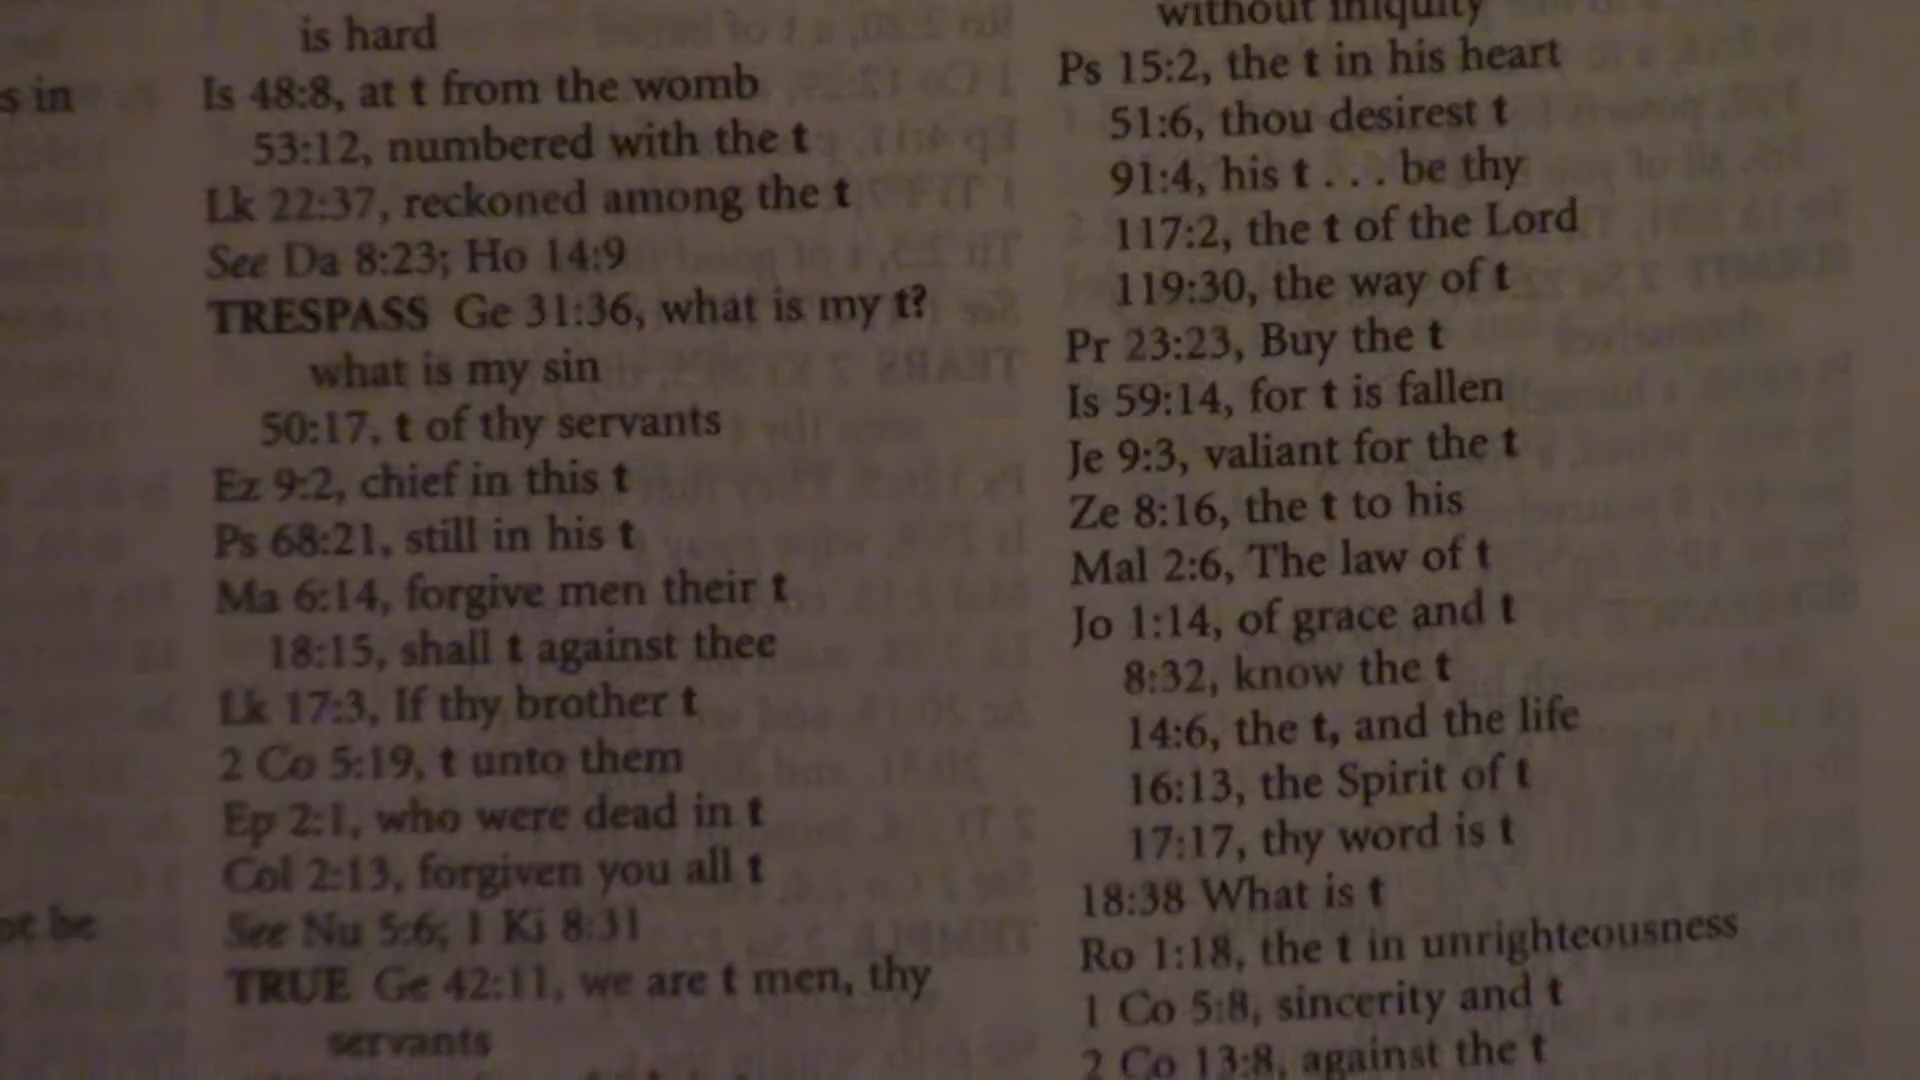 s in
ot be
is hard
Is 48:8, at t from the womb
53:12, numbered with the t
Lk 22:37, reckoned among the t
See Da 8:23; Ho 14:9
TRESPASS Ge 31:36, what is my t?
what is my sin
50:17, t of thy servants
Ez 9:2, chief in this t
Ps 68:21, still in his t
Ma 6:14, forgive men their t
18:15, shall t against thee
Lk 17:3, If thy brother t
2 Co 5:19, t unto them
Ep 2:1, who were dead in t
Col 2:13, forgiven you all t
See Nu 5:6; 1 Ki 8:31
TRUE Ge 42:11, we are t men, thy
servants
without iniquity
Ps 15:2, the t in his heart
51:6, thou desirest t
91:4, his t . . . be thy
117:2, the t of the Lord
119:30, the way of t
Pr 23:23, Buy the t
Is 59:14, for t is fallen
Je 9:3, valiant for the t
Ze 8:16, the t to his
Mal 2:6, The law of t
Jo 1:14, of grace and t
8:32, know the t
14:6, the t, and the life
16:13, the Spirit of t
17:17, thy word is t
18:38 What is t
Ro 1:18, the t in unrighteousness
1 Co 5:8, sincerity and t
2 Co 13:8, against the t